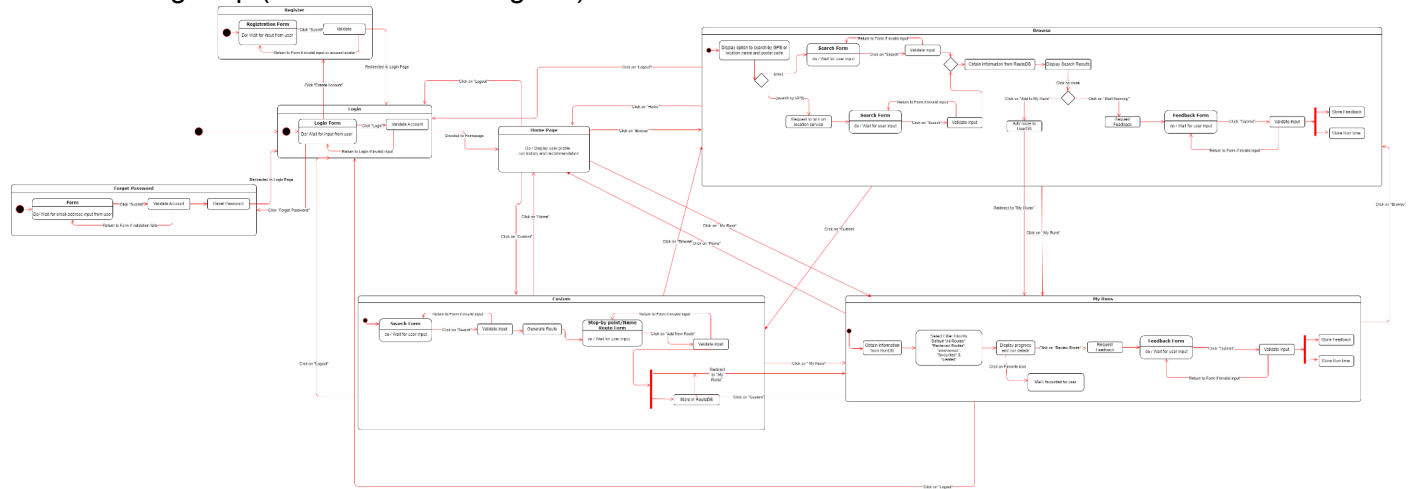 Register
Registration Form
Do/ Wait for input from user
Click "Submit"
Validate
Return to Form if invalid input or account exists
Redirected to Login Page
Click "Create Account"
Login
Login Form
Do/ Wait for input from user
Click "Login"
Validate Account
Return to Login if invalid input
Redirected to Login Page
Click "Forget Password"
Forget Password
Form
Do/ Wait for email address input from user
Click "Submit"
Validate Account
Reset Password
Return to Form if validation fails
Click on "Logout"
Click on "Logout"
Click on "Home"
Directed to Homepage
Home Page
Do / Display user profile
run history and recommendation
Click on "Browse"
Browse
Display option to search by GPS or
location name and postal code
[else]
[search by GPS]
Search Form
do / Wait for user input
Return to Form if invalid input
Click on "Search"
Validate input
Request to turn on
location service
Search Form
do / Wait for user input
Return to Form if invalid input
Click on "Search"
Validate input
Obtain information from RouteDB
Display Search Results
Click on route
Click on "Add to My Runs"
Click on "Start Running"
Add route to
UserDB
Request
Feedback
Feedback Form
do / Wait for user input
Click "Submit"
Validate input
Return to Form if invalid input
Store Feedback
Store Run time
Click on "Browse"
Redirect to "My
Runs"
Click on "My Runs"
Click on "Custom"
Click on "Home"
Click on "My Runs"
Click on "Browse"
Click on "Home"
Click on "Custom"
Custom
Search Form
do / Wait for user input
Return to Form if invalid input
Click on "Search"
Validate input
Generate Route
Stop-by point/Name
Route Form
do / Wait for user input
Return to Form if invalid input
Click on "Add New Route"
Validate input
Redirect
to "My
Runs"
Store in RouteDB
Click on "My Runs"
Click on "Custom"
Click on "Logout"
My Runs
Obtain information
from RunDB
Display progress
and run details
Click on "Review Route"
Click on Favorite icon
Mark favourited for user
Request
Feedback
Feedback Form
do / Wait for user input
Click "Submit"
Validate input
Return to Form if invalid input
Store Feedback
Store Run time
Click on "Logout"